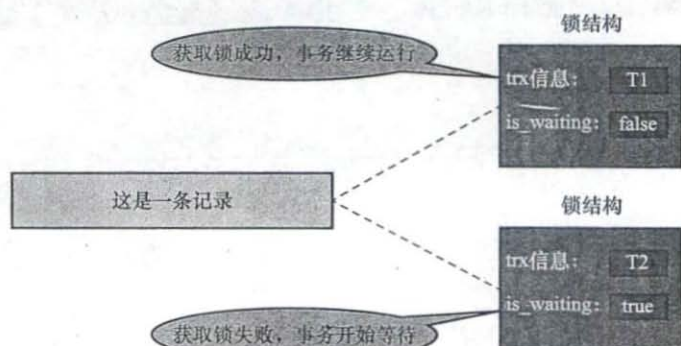 锁结构
获取锁成功，事务继续运行
trx信息： T1
is_waiting： false
这是一条记录
锁结构
trx信息： T2
is_waiting： true
获取锁失败，事务开始等待